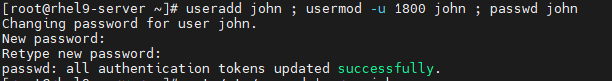 [root@rhel9-server ~]# useradd john ; usermod -u 1800 john ; passwd john
Changing password for user john.
New password:
Retype new password:
passwd: all authentication tokens updated successfully.